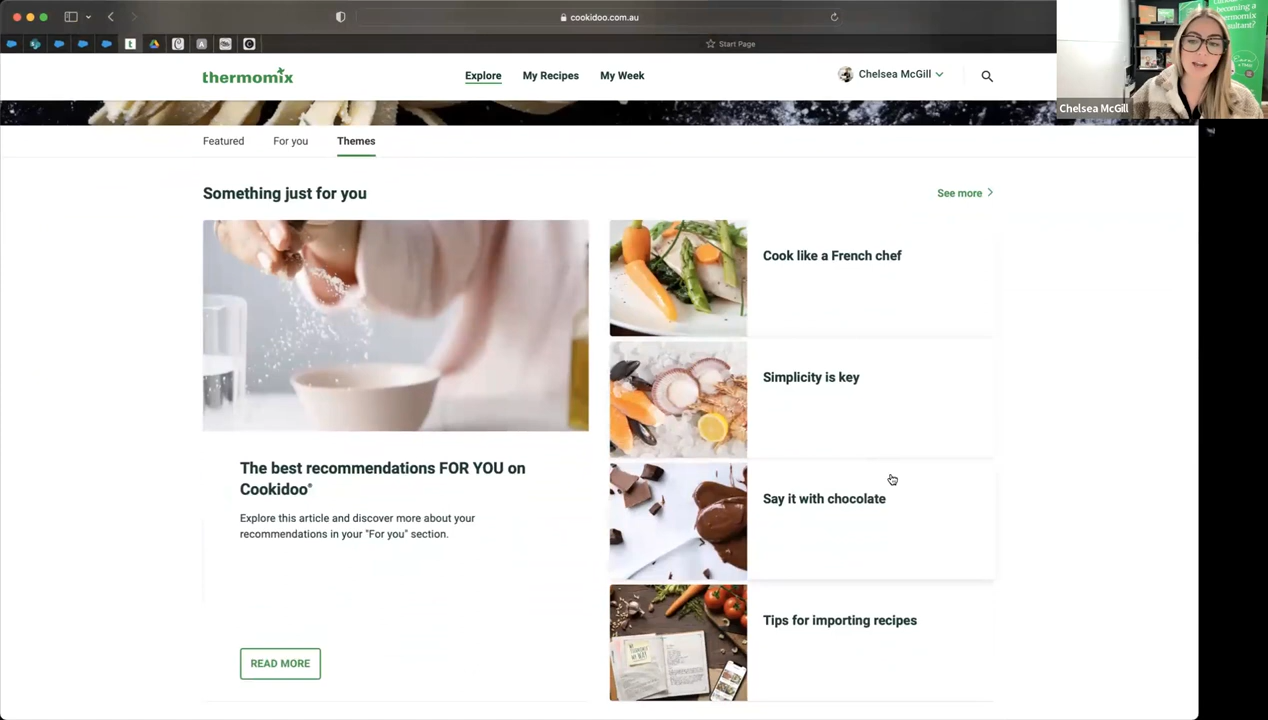 cookidoo.com.au
Start Page
thermomix
Explore
My Recipes
My Week
Chelsea McGill
becoming a
Chelsea McGill
Featured
For you
Themes
Something just for you
See more
Cook like a French chef
Simplicity is key
Say it with chocolate
Tips for importing recipes
The best recommendations FOR YOU on
Cookidoo®
Explore this article and discover more about your
recommendations in your "For you" section.
READ MORE